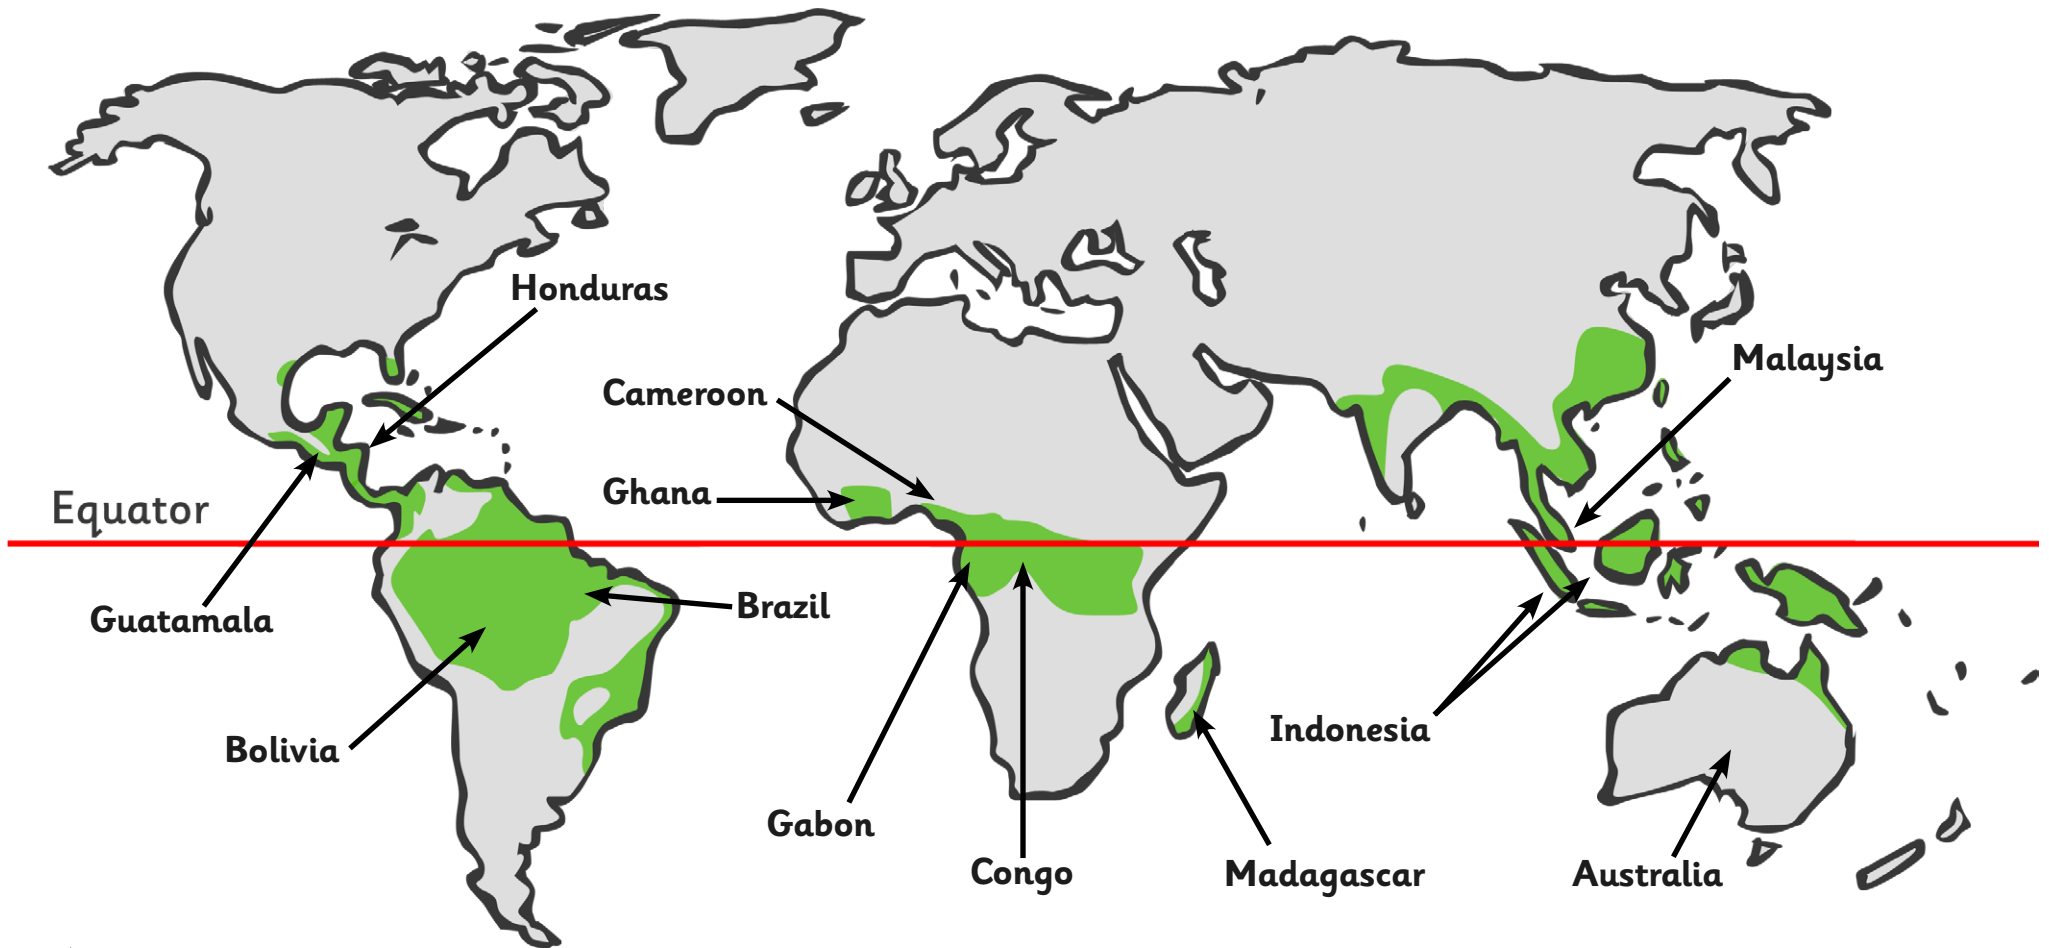 Honduras
Malaysia
Cameroon
Ghana
Equator
Guatamala
Brazil
Bolivia
Indonesia
Gabon
Congo
Madagascar
Australia